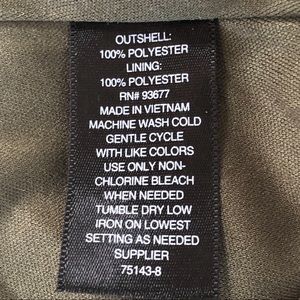 OUTSHELL:
100% POLYESTER
LINING:
100% POLYESTER
RN# 93677
MADE IN VIETNAM
MACHINE WASH COLD
GENTLE CYCLE
WITH LIKE COLORS
USE ONLY NON-
CHLORINE BLEACH
WHEN NEEDED
TUMBLE DRY LOW
IRON ON LOWEST
SETTING AS NEEDED
SUPPLIER
75143-8